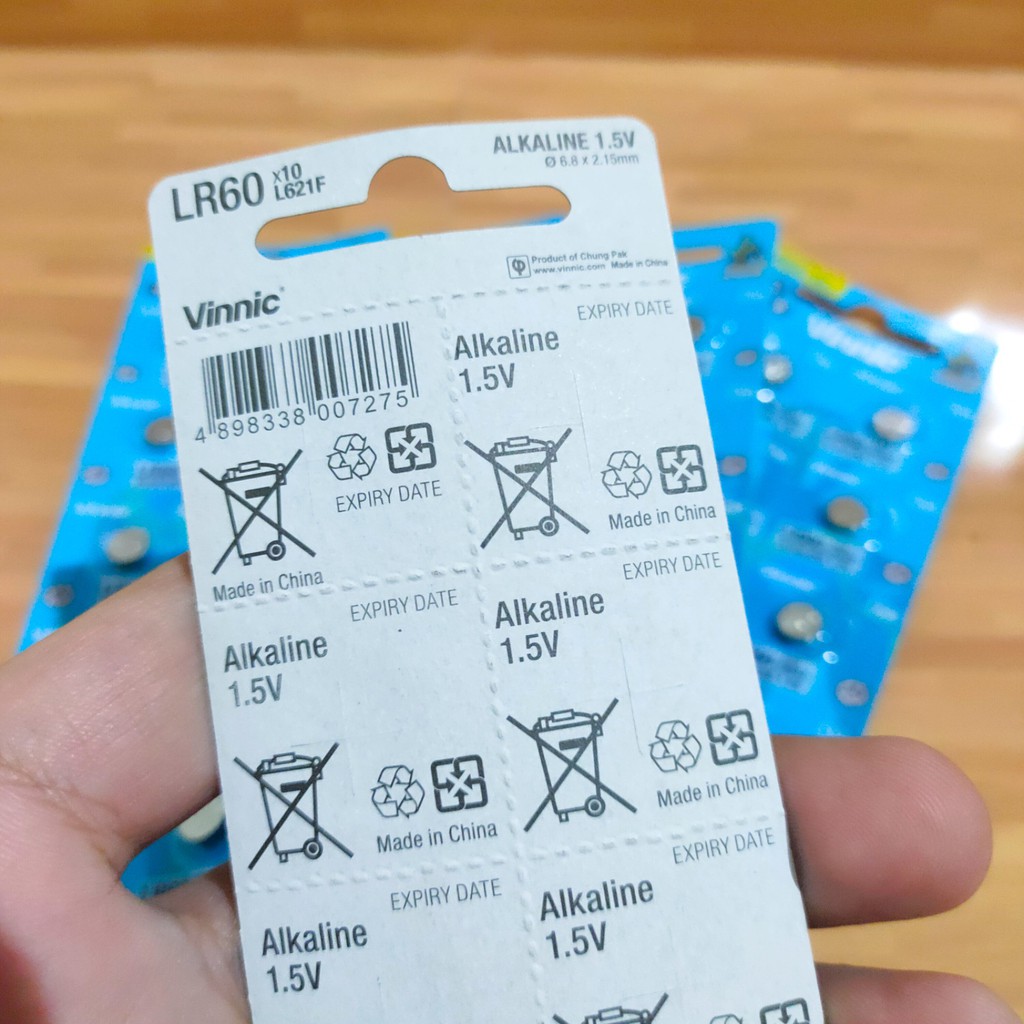 LR60 x10
L621F
ALKALINE 1.5V
Ø 6.8 x 2.15mm
Product of Chung Pak
www.vinnic.com Made in China
Vinnic
4 898338 007275
EXPIRY DATE
Made in China
EXPIRY DATE
Alkaline
1.5V
Made in China
EXPIRY DATE
Alkaline
1.5V
Made in China
EXPIRY DATE
Alkaline
1.5V
Made in China
EXPIRY DATE
Alkaline
1.5V
EXPIRY DATE
Alkaline
1.5V
Vinnic